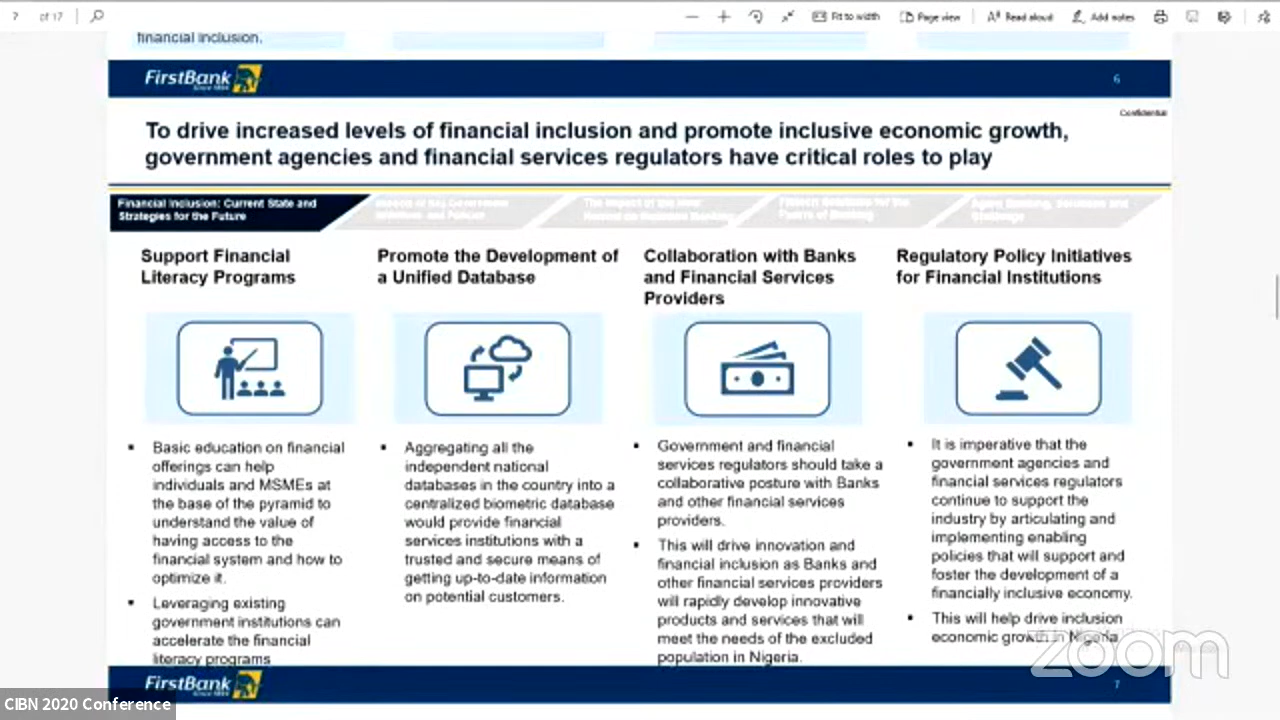 7 of 17
Fit to width
Page view
Read aloud
Add notes
financial inclusion.
FirstBank
Since 1894
6
Confidential
To drive increased levels of financial inclusion and promote inclusive economic growth,
government agencies and financial services regulators have critical roles to play
Financial Inclusion: Current State and
Strategies for the Future
Support Financial
Literacy Programs
Basic education on financial
offerings can help
individuals and MSMEs at
the base of the pyramid to
understand the value of
having access to the
financial system and how to
optimize it.
Leveraging existing
government institutions can
accelerate the financial
literacy programs
Promote the Development of
a Unified Database
Aggregating all the
independent national
databases in the country into a
centralized biometric database
would provide financial
services institutions with a
trusted and secure means of
getting up-to-date information
on potential customers.
Collaboration with Banks
and Financial Services
Providers
Government and financial
services regulators should take a
collaborative posture with Banks
and other financial services
providers.
This will drive innovation and
financial inclusion as Banks and
other financial services providers
will rapidly develop innovative
products and services that will
meet the needs of the excluded
population in Nigeria.
Regulatory Policy Initiatives
for Financial Institutions
It is imperative that the
government agencies and
financial services regulators
continue to support the
industry by articulating and
implementing enabling
policies that will support and
foster the development of a
financially inclusive economy.
This will help drive inclusion
economic growth in Nigeria
zoom
FirstBank
Since 1894
7
CIBN 2020 Conference